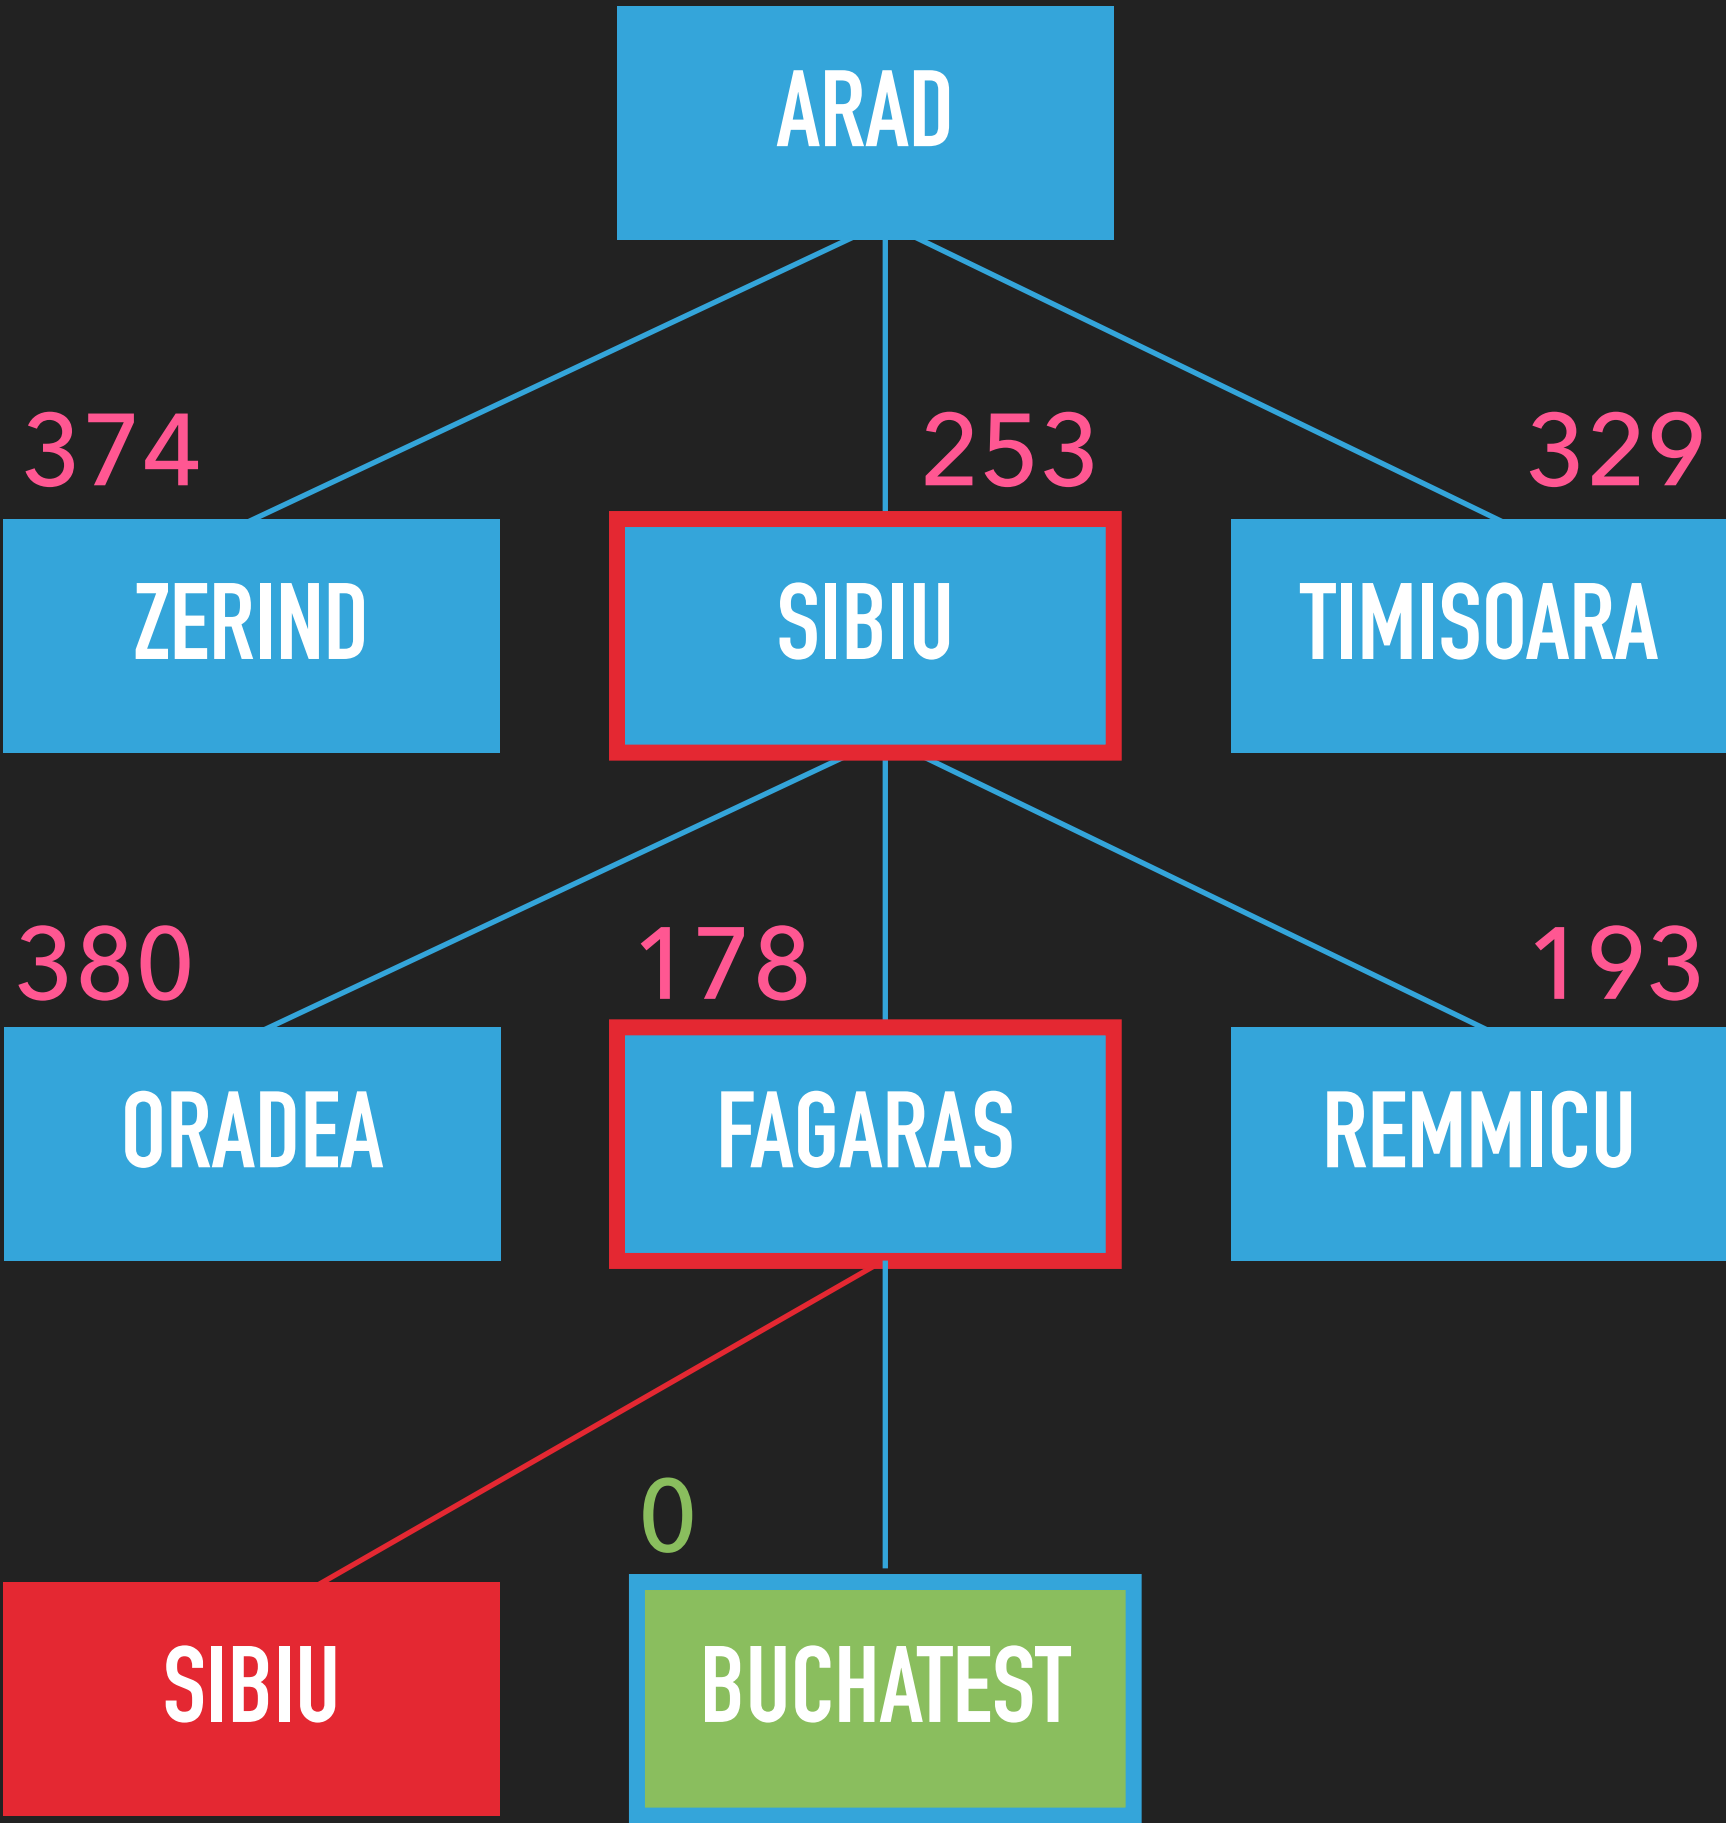 ARAD
374
253
329
ZERIND
SIBIU
TIMISOARA
380
178
193
ORADEA
FAGARAS
REMMICU
0
SIBIU
BUCHATEST